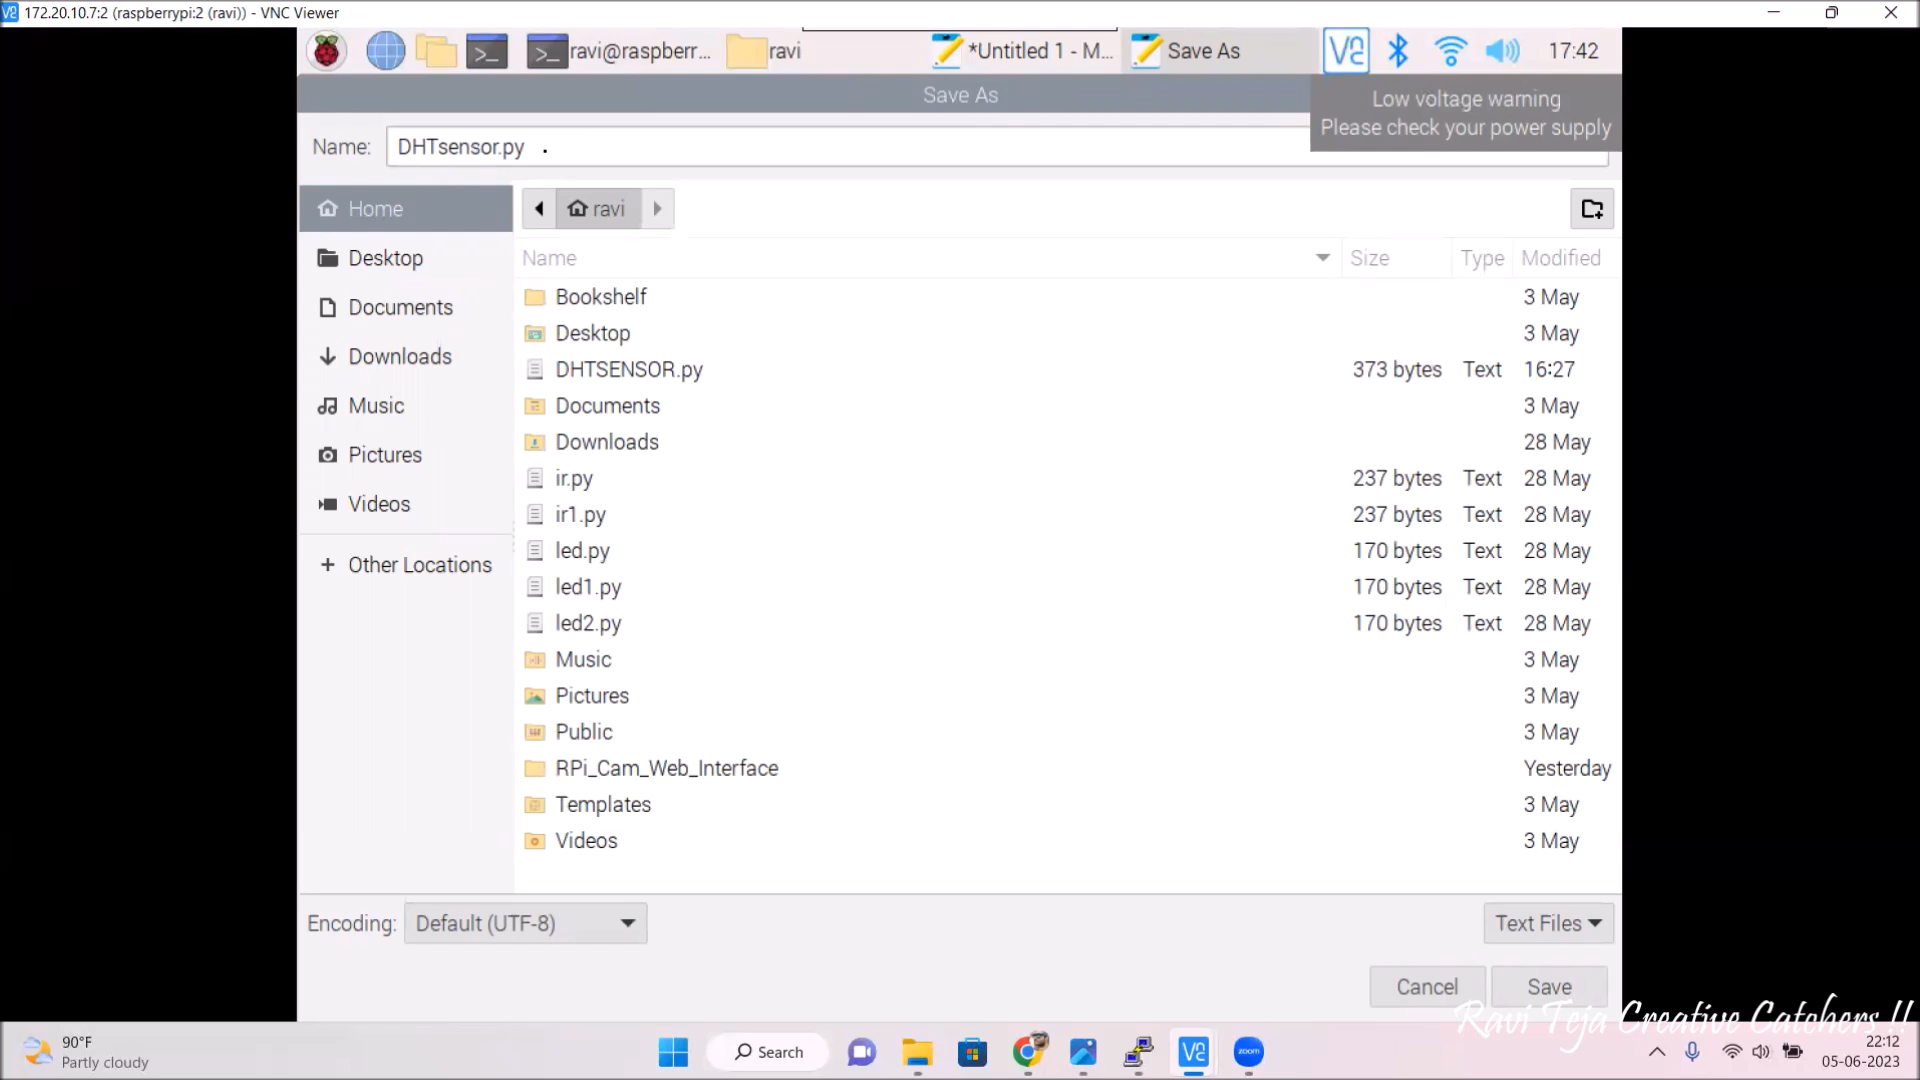 172.20.10.7:2 (raspberrypi:2 (ravi)) - VNC Viewer
ravi@raspberr...
ravi
*Untitled 1 - M...
Save As
17:42
Save As
Low voltage warning
Please check your power supply
Name: DHTsensor.py
Home
ravi
Desktop
Documents
Downloads
Music
Pictures
Videos
Other Locations
Name Size Type Modified
Bookshelf 3 May
Desktop 3 May
DHTSENSOR.py 373 bytes Text 16:27
Documents 3 May
Downloads 28 May
ir.py 237 bytes Text 28 May
ir1.py 237 bytes Text 28 May
led.py 170 bytes Text 28 May
led1.py 170 bytes Text 28 May
led2.py 170 bytes Text 28 May
Music 3 May
Pictures 3 May
Public 3 May
RPi_Cam_Web_Interface Yesterday
Templates 3 May
Videos 3 May
Encoding: Default (UTF-8) Text Files
Cancel Save
Ravi Teja Creative Catchers !!
90°F
Partly cloudy
Search
zoom
22:12
05-06-2023